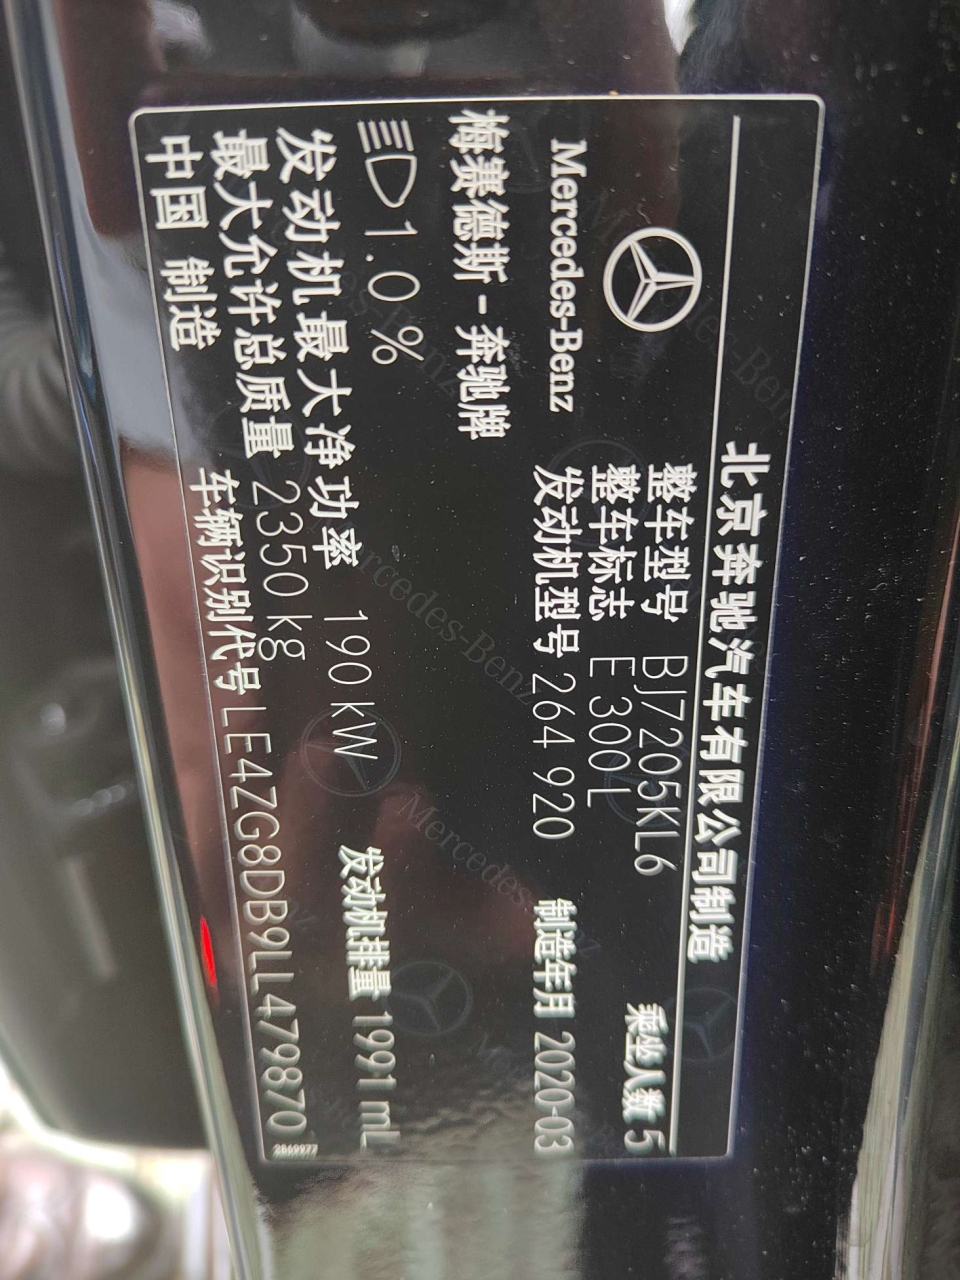 北京奔驰汽车有限公司制造
Mercedes-Benz
整车型号 BJ7205KL6
乘坐人数 5
整车标志 E 300 L
发动机型号 264 920
制造年月 2020-03
梅赛德斯-奔驰牌
1.0%
发动机最大净功率 190 kW
发动机排量 1991 mL
最大允许总质量 2350 kg
中国 制造
车辆识别代号 LE4ZG8DB9LL479870